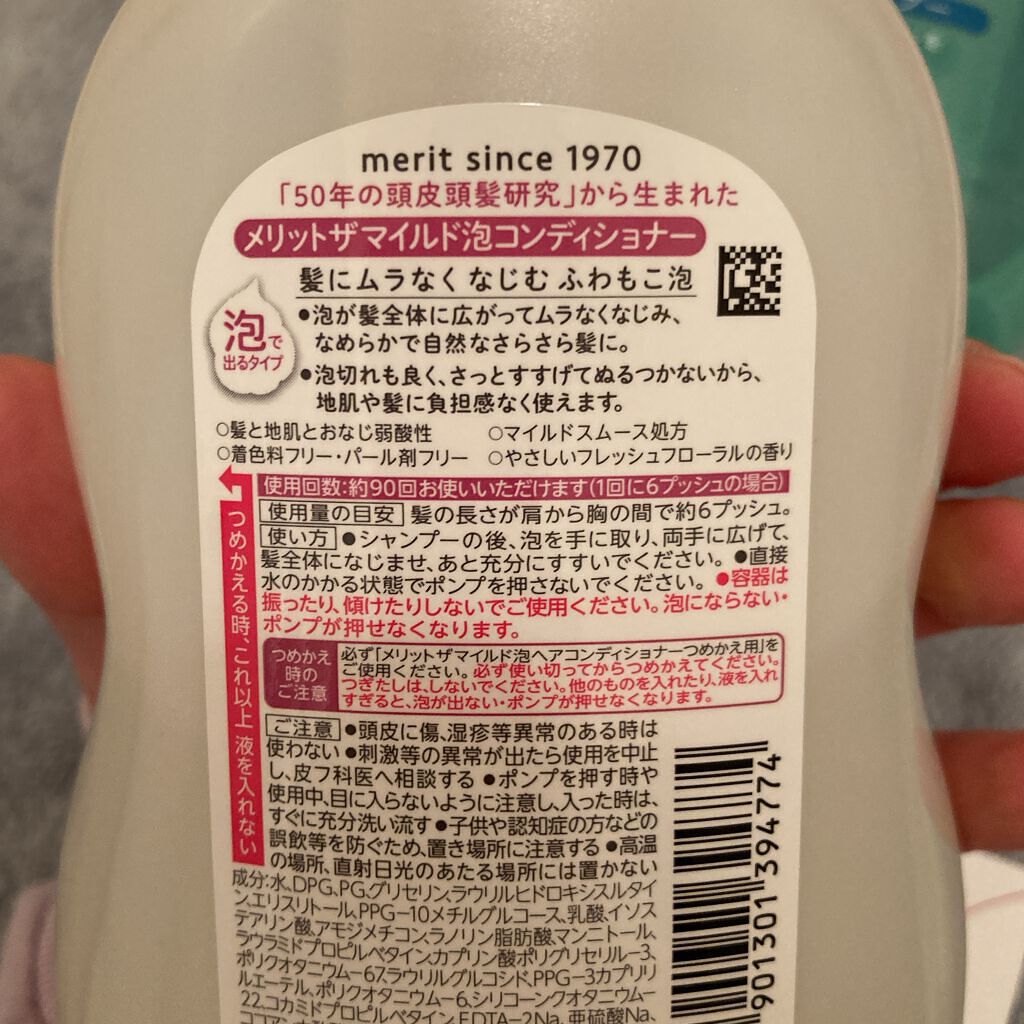 merit since 1970
「50年の頭皮頭髪研究」から生まれた
メリットザマイルド泡コンディショナー
髪にムラなく なじむ ふわもこ泡
泡で
出るタイプ
●泡が髪全体に広がってムラなくなじみ、
なめらかで自然なさらさら髪に。
●泡切れも良く、さっとすすげてぬるつかないから、
地肌や髪に負担感なく使えます。
○髪と地肌とおなじ弱酸性 ○マイルドスムース処方
○着色料フリー・パール剤フリー ○やさしいフレッシュフローラルの香り
使用回数：約90回お使いいただけます(1回に6プッシュの場合)
使用量の目安 髪の長さが肩から胸の間で約6プッシュ。
使い方 ●シャンプーの後、泡を手に取り、両手に広げて、
髪全体になじませ、あと充分にすすいでください。 ●直接
水のかかる状態でポンプを押さないでください。 ●容器は
振ったり、傾けたりしないでご使用ください。泡にならない・
ポンプが押せなくなります。
つめかえる時、これ以上 液を入れない
つめかえ
時の
ご注意
必ず「メリットザマイルド泡ヘアコンディショナーつめかえ用」を
ご使用ください。必ず使い切ってからつめかえてください。
つぎたしは、しないでください。他のものを入れたり、液を入れ
すぎると、泡が出ない・ポンプが押せなくなります。
ご注意 ●頭皮に傷、湿疹等異常のある時は
使わない ●刺激等の異常が出たら使用を中止
し、皮フ科医へ相談する ●ポンプを押す時や
使用中、目に入らないように注意し、入った時は、
すぐに充分洗い流す ●子供や認知症の方などの
誤飲等を防ぐため、置き場所に注意する ●高温
の場所、直射日光のあたる場所には置かない
成分:水、DPG、PG、グリセリン、ラウリルヒドロキシスルタイ
ン、エリスリトール、PPG-10メチルグルコース、乳酸、イソス
テアリン酸、アモジメチコン、ラノリン脂肪酸、マンニトール、
ラウラミドプロピルベタイン、カプリン酸ポリグリセリル-3、
ポリクオタニウム-67、ラウリルグルコシド、PPG-3カプリリ
ルエーテル、ポリクオタニウム-6、シリコーンクオタニウム-
22、コカミドプロピルベタイン、EDTA-2Na、亜硫酸Na、
4901301394774